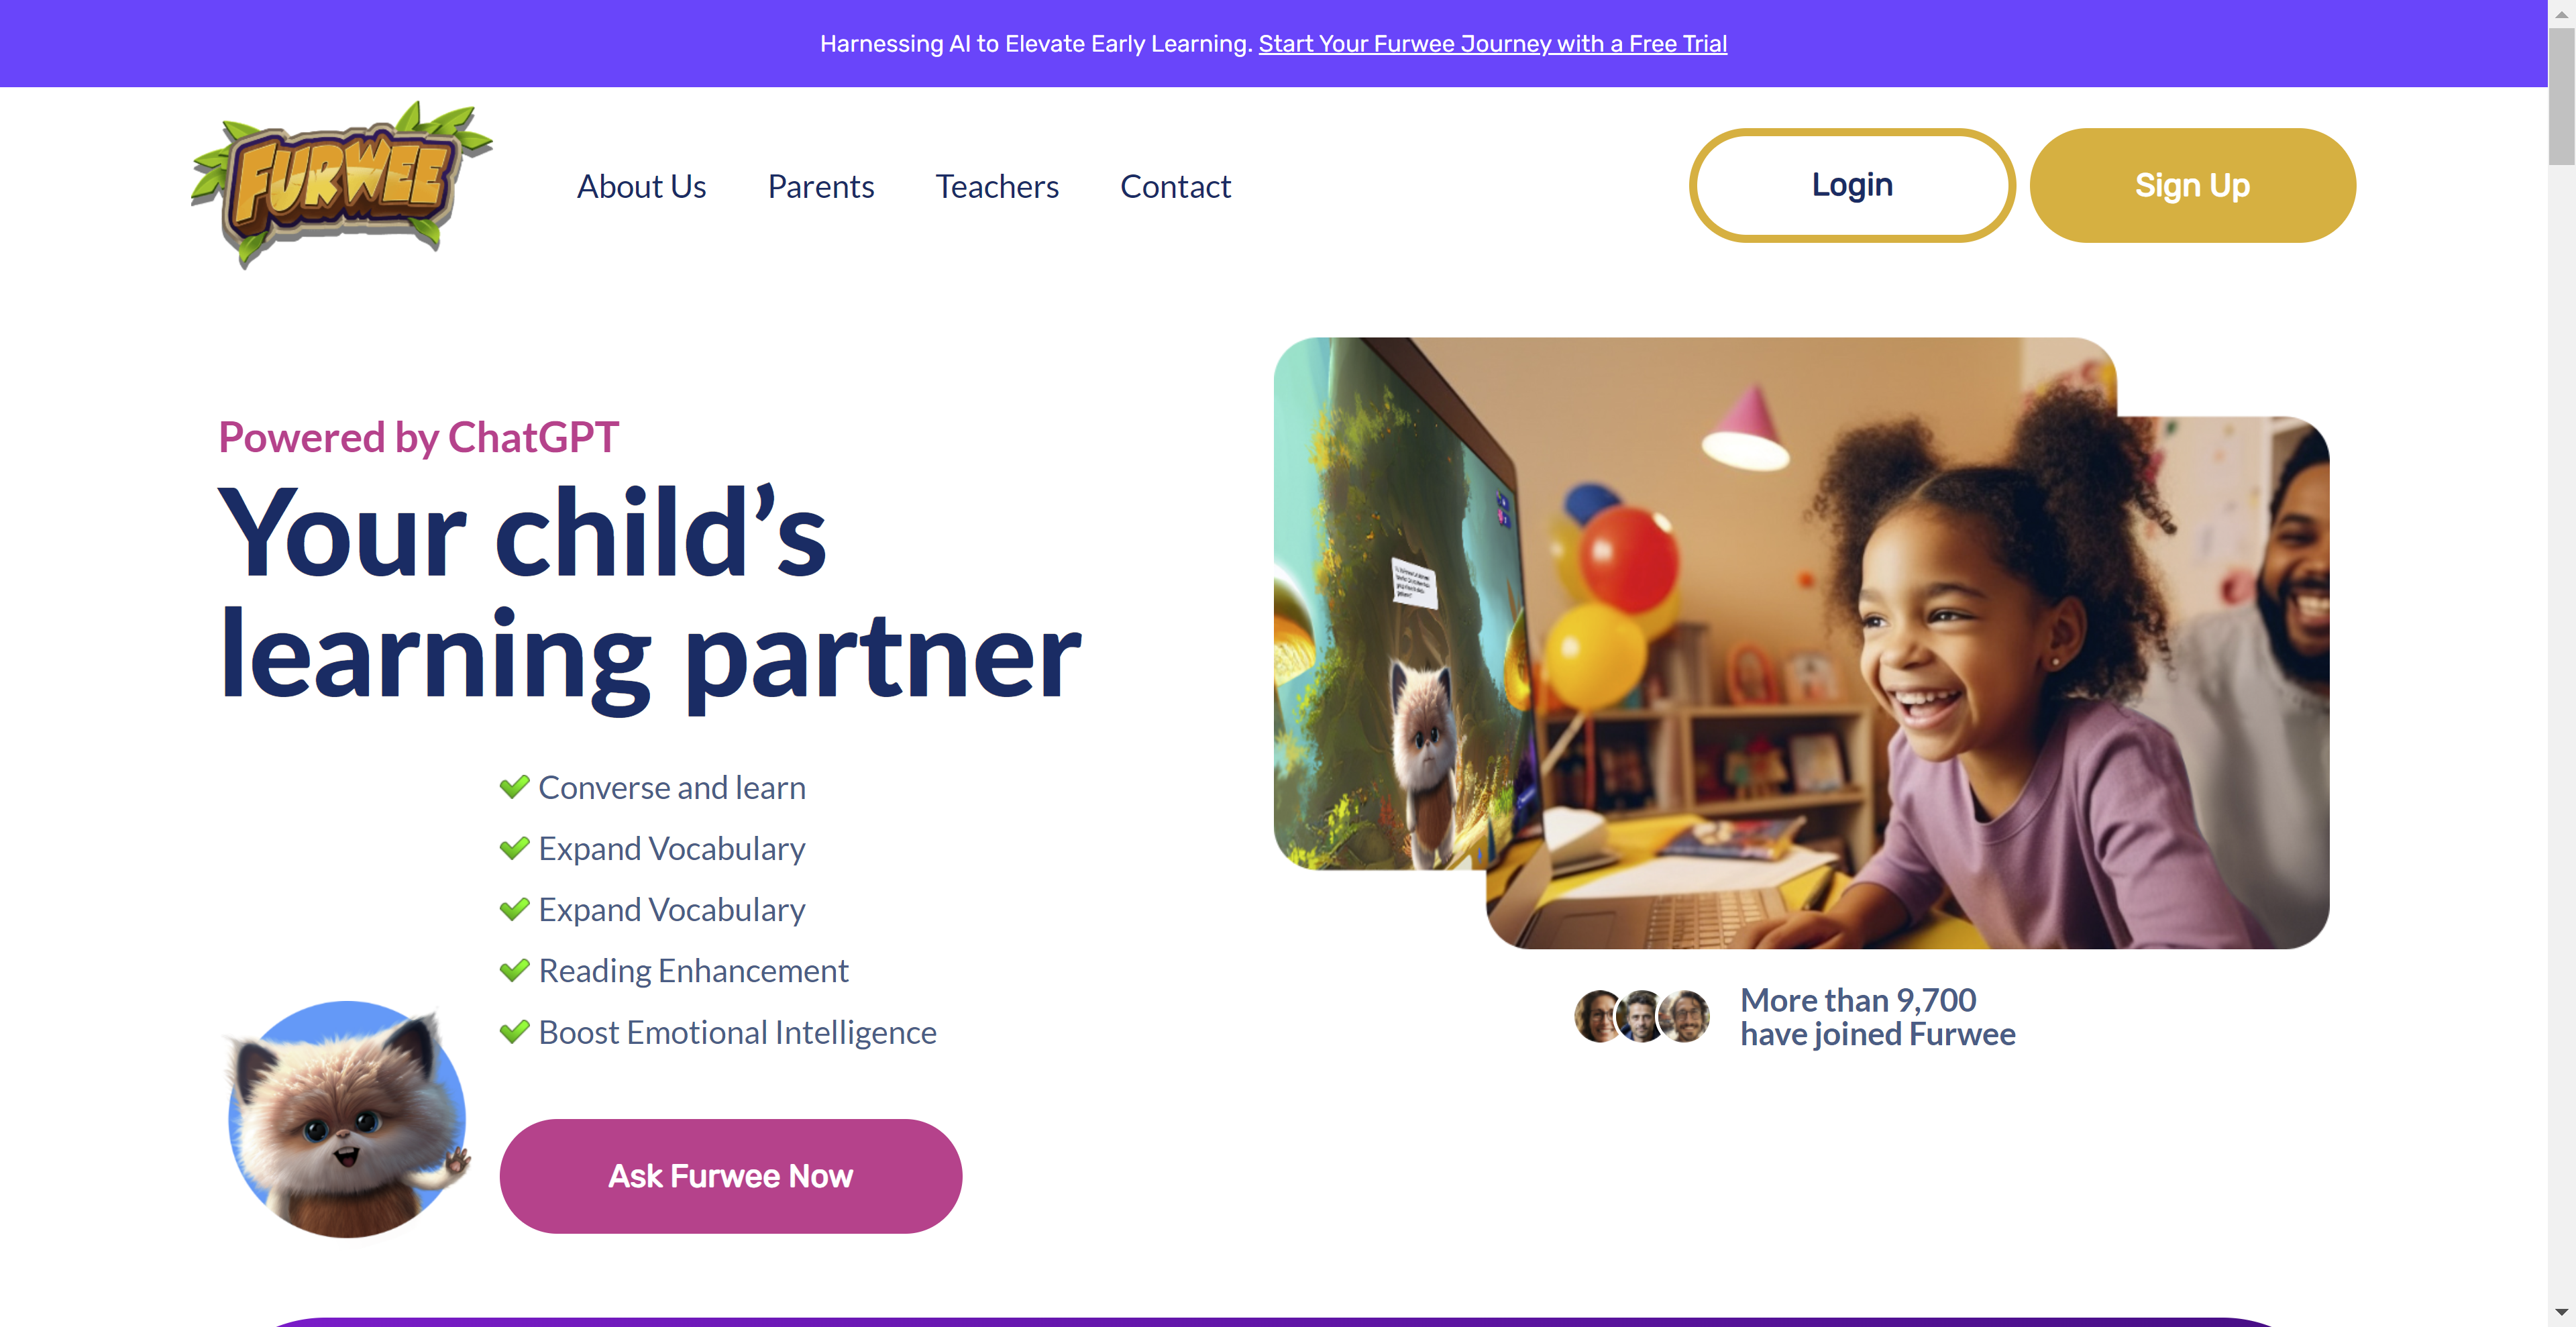 Harnessing AI to Elevate Early Learning. Start Your Furwee Journey with a Free Trial
FURWEE
About Us
Parents
Teachers
Contact
Login
Sign Up
Powered by ChatGPT
Your child’s
learning partner
Converse and learn
Expand Vocabulary
Expand Vocabulary
Reading Enhancement
Boost Emotional Intelligence
Ask Furwee Now
More than 9,700
have joined Furwee